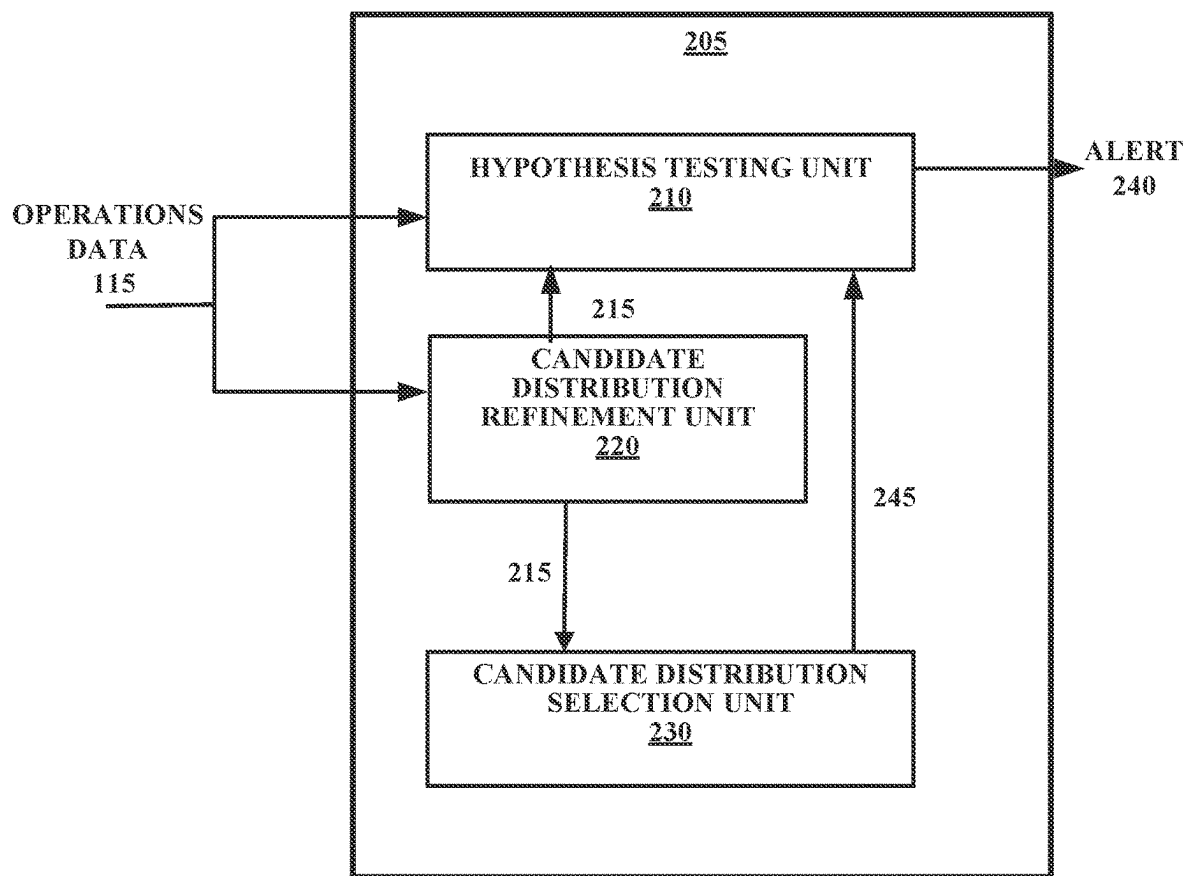 205
HYPOTHESIS TESTING UNIT
210
ALERT
240
OPERATIONS
DATA
115
215
CANDIDATE
DISTRIBUTION
REFINEMENT UNIT
220
245
215
CANDIDATE DISTRIBUTION
SELECTION UNIT
230